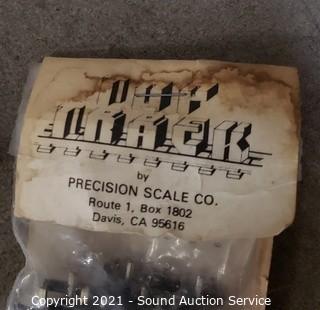 T.R.A.C.K.
by
PRECISION SCALE CO.
Route 1, Box 1802
Davis, CA 95616
Copyright 2021 - Sound Auction Service